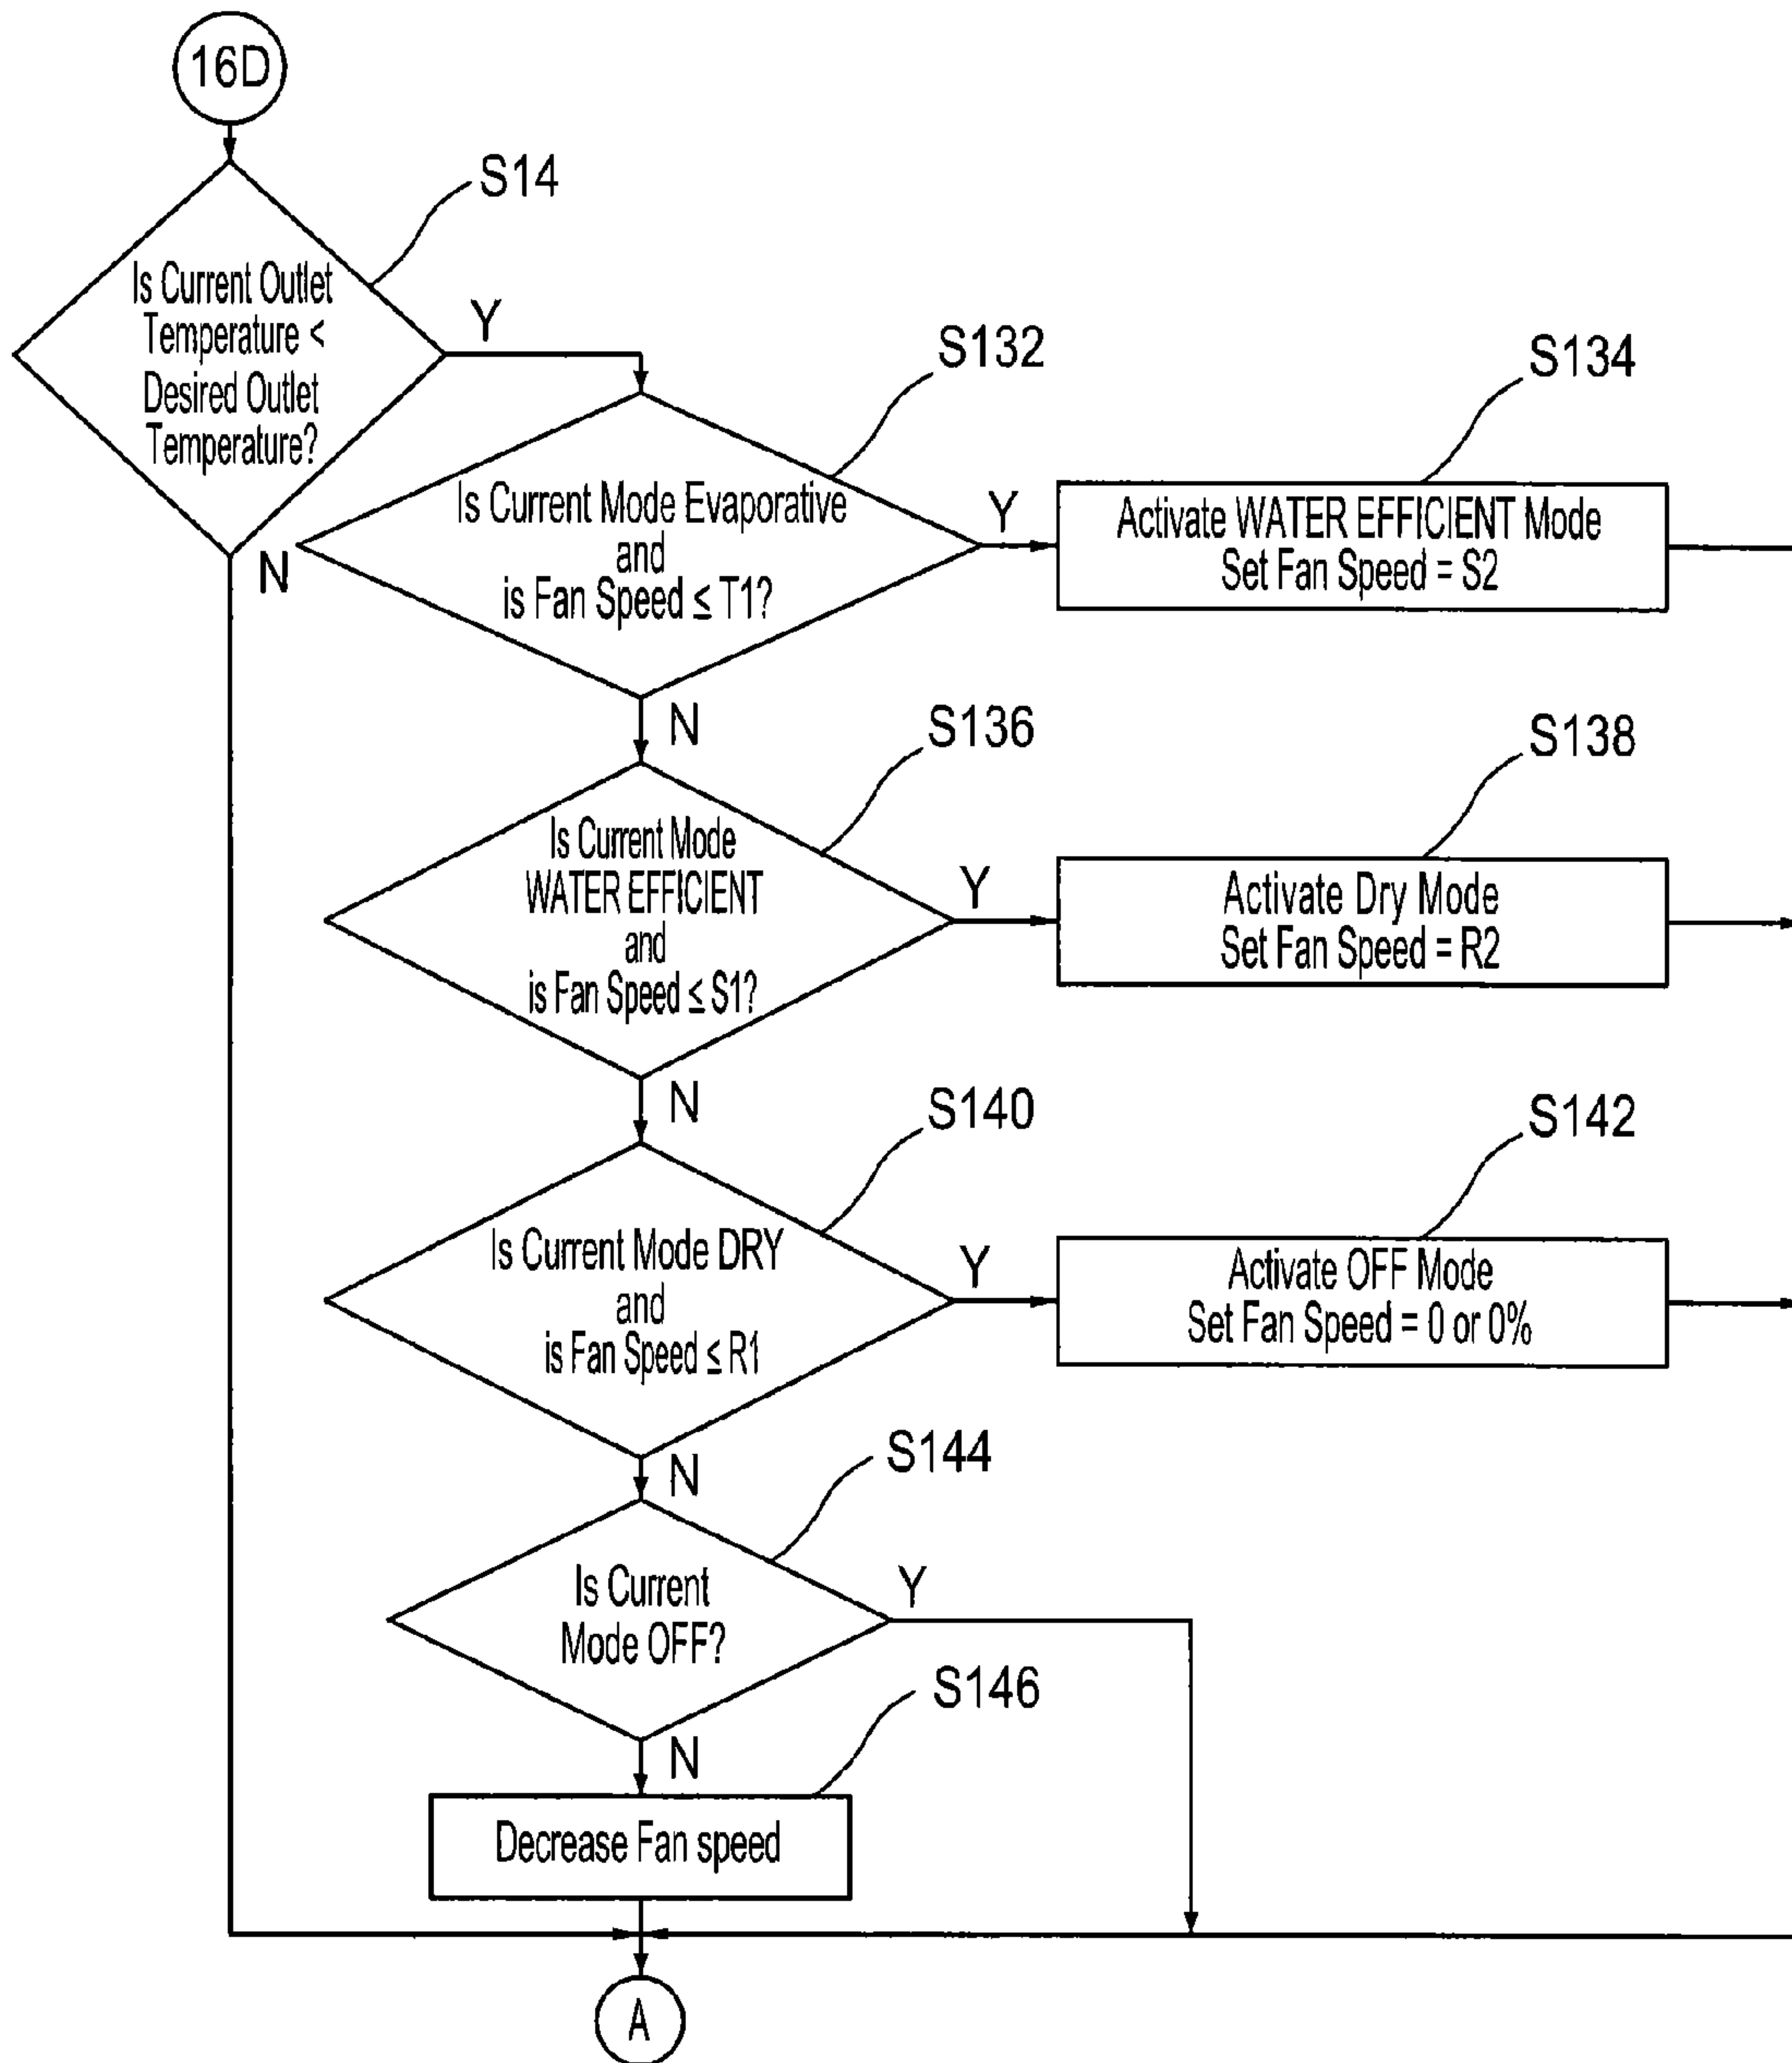 16D
S14
Is Current Outlet
Temperature <
Desired Outlet
Temperature?
Y
N
S132
Is Current Mode Evaporative
and
is Fan Speed ≤ T1?
Y
N
S134
Activate WATER EFFICIENT Mode
Set Fan Speed = S2
S136
Is Current Mode
WATER EFFICIENT
and
is Fan Speed ≤ S1?
Y
N
S138
Activate Dry Mode
Set Fan Speed = R2
S140
Is Current Mode DRY
and
is Fan Speed ≤ R1
Y
N
S142
Activate OFF Mode
Set Fan Speed = 0 or 0%
S144
Is Current
Mode OFF?
Y
N
S146
Decrease Fan speed
A